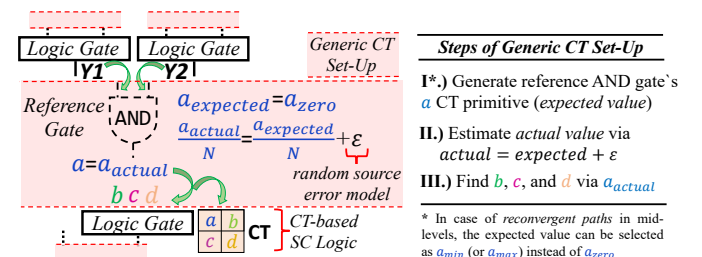 Logic Gate Logic Gate
Y1 Y2
Generic CT
Set-Up
Reference
Gate
AND
a_expected=a_zero
a_actual/N=a_expected/N+ε
random source
error model
a=a_actual
b c d
Logic Gate
a b
c d
CT
CT-based
SC Logic
Steps of Generic CT Set-Up
I*.) Generate reference AND gate`s
a CT primitive (expected value)
II.) Estimate actual value via
actual = expected + ε
III.) Find b, c, and d via a_actual
* In case of reconvergent paths in mid-
levels, the expected value can be selected
as a_min (or a_max) instead of a_zero